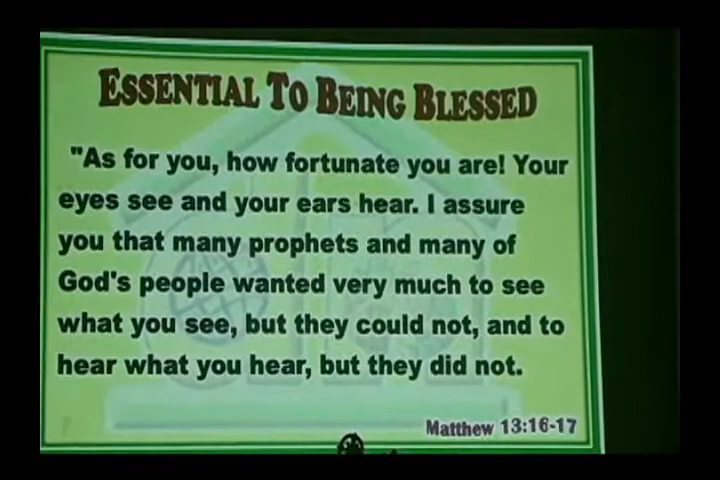 ESSENTIAL TO BEING BLESSED
"As for you, how fortunate you are! Your
eyes see and your ears hear. I assure
you that many prophets and many of
God's people wanted very much to see
what you see, but they could not, and to
hear what you hear, but they did not.
Matthew 13:16-17